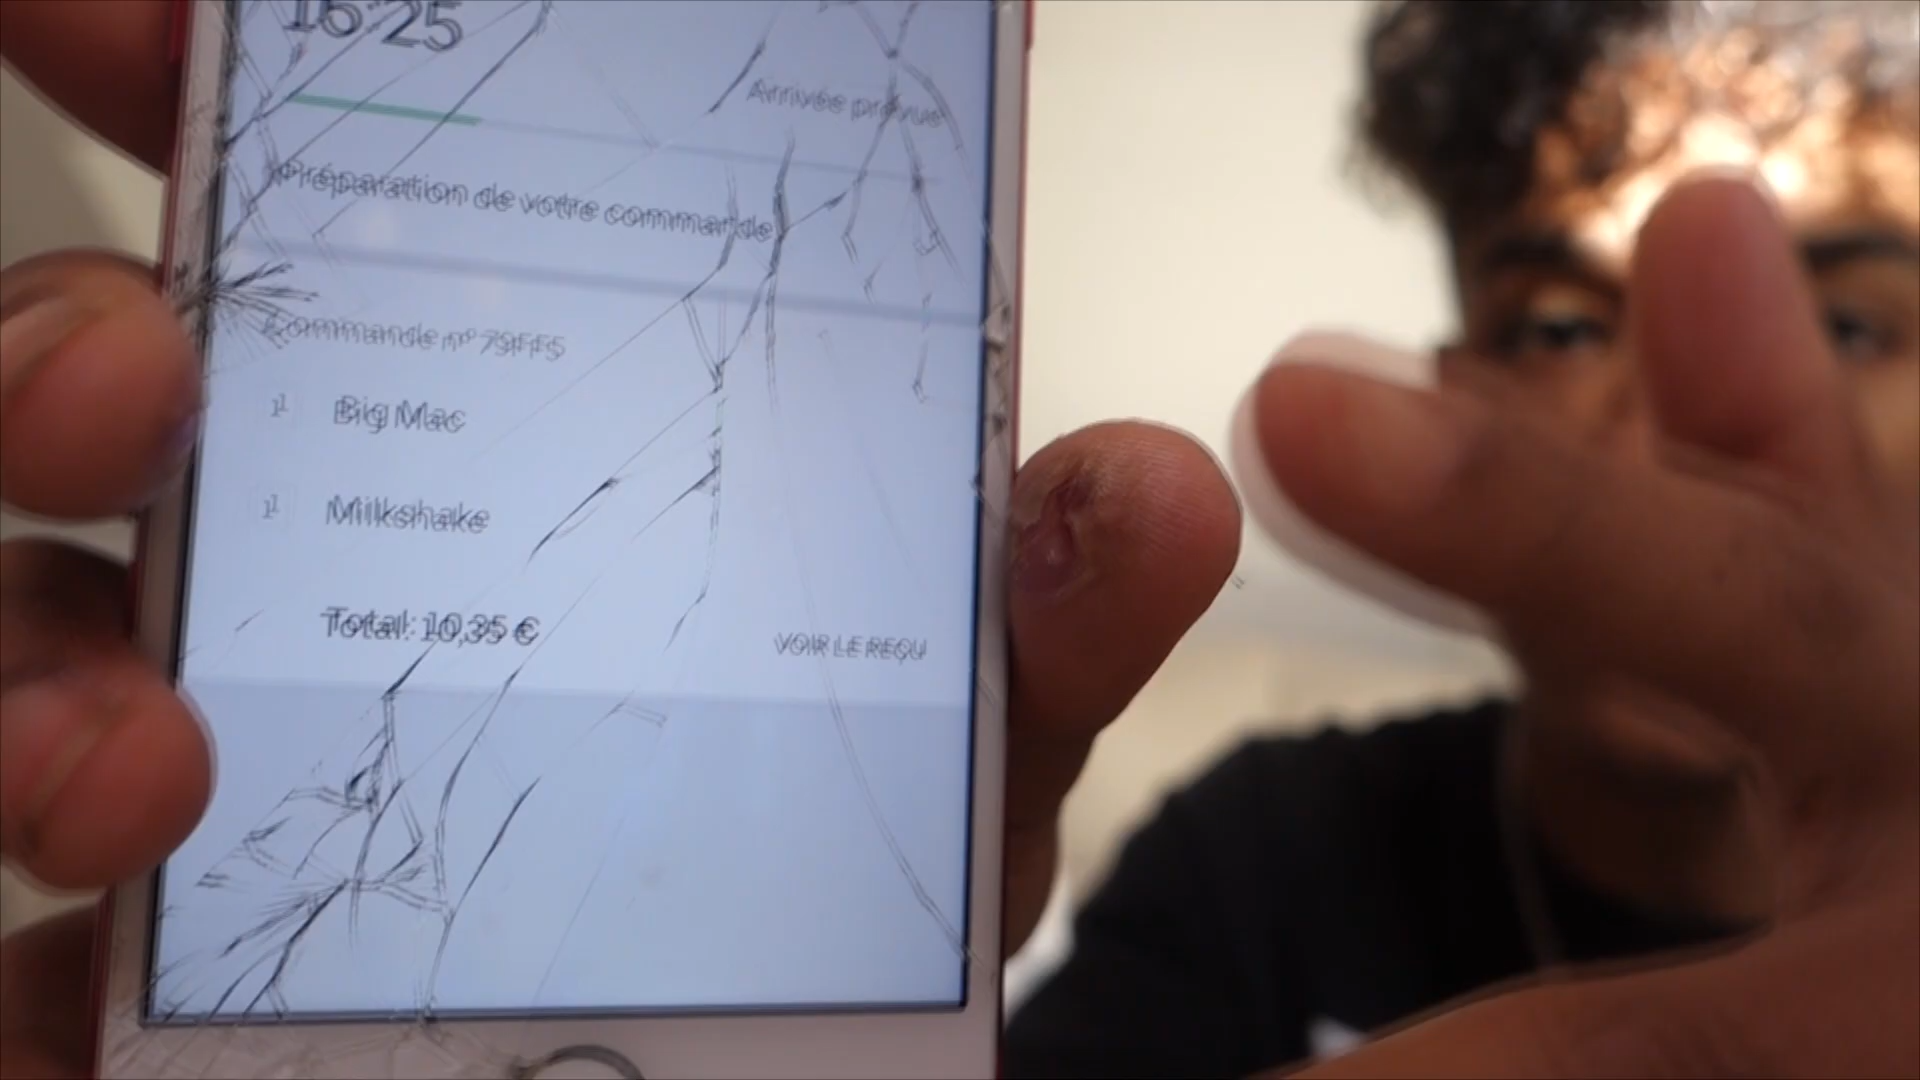 16:25
Arrivée prévue
Préparation de votre commande
Commande n° 79FF5
1 Big Mac
1 Milkshake
Total: 10,35 €
VOIR LE REÇU